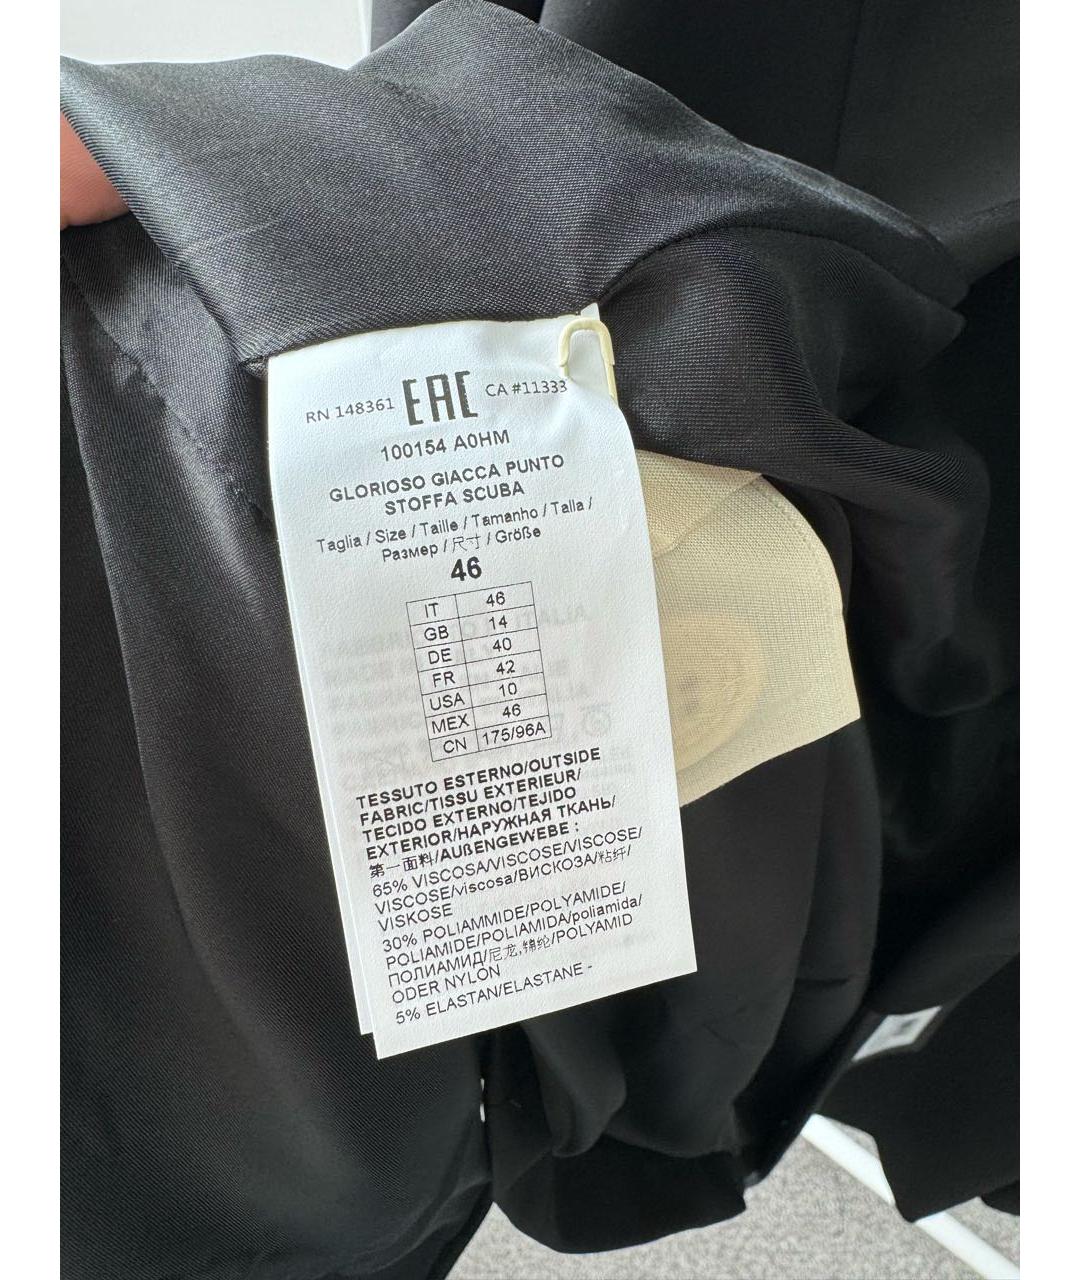 RN 148361 EAC CA #11333
100154 A0HM
GLORIOSO GIACCA PUNTO
STOFFA SCUBA
Taglia / Size / Taille / Tamanho / Talla /
Размер / 尺寸 / Größe
46
IT 46
GB 14
DE 40
FR 42
USA 10
MEX 46
CN 175/96A
TESSUTO ESTERNO/OUTSIDE
FABRIC/TISSU EXTERIEUR/
TECIDO EXTERNO/TEJIDO
EXTERIOR/НАРУЖНАЯ ТКАНЬ/
第一面料/AUßENGEWEBE :
65% VISCOSA/VISCOSE/VISCOSE/
VISCOSE/viscosa/ВИСКОЗА/粘纤/
VISKOSE
30% POLIAMMIDE/POLYAMIDE/
POLIAMIDE/POLIAMIDA/poliamida/
ПОЛИАМИД/尼龙,锦纶/POLYAMID
ODER NYLON
5% ELASTAN/ELASTANE -